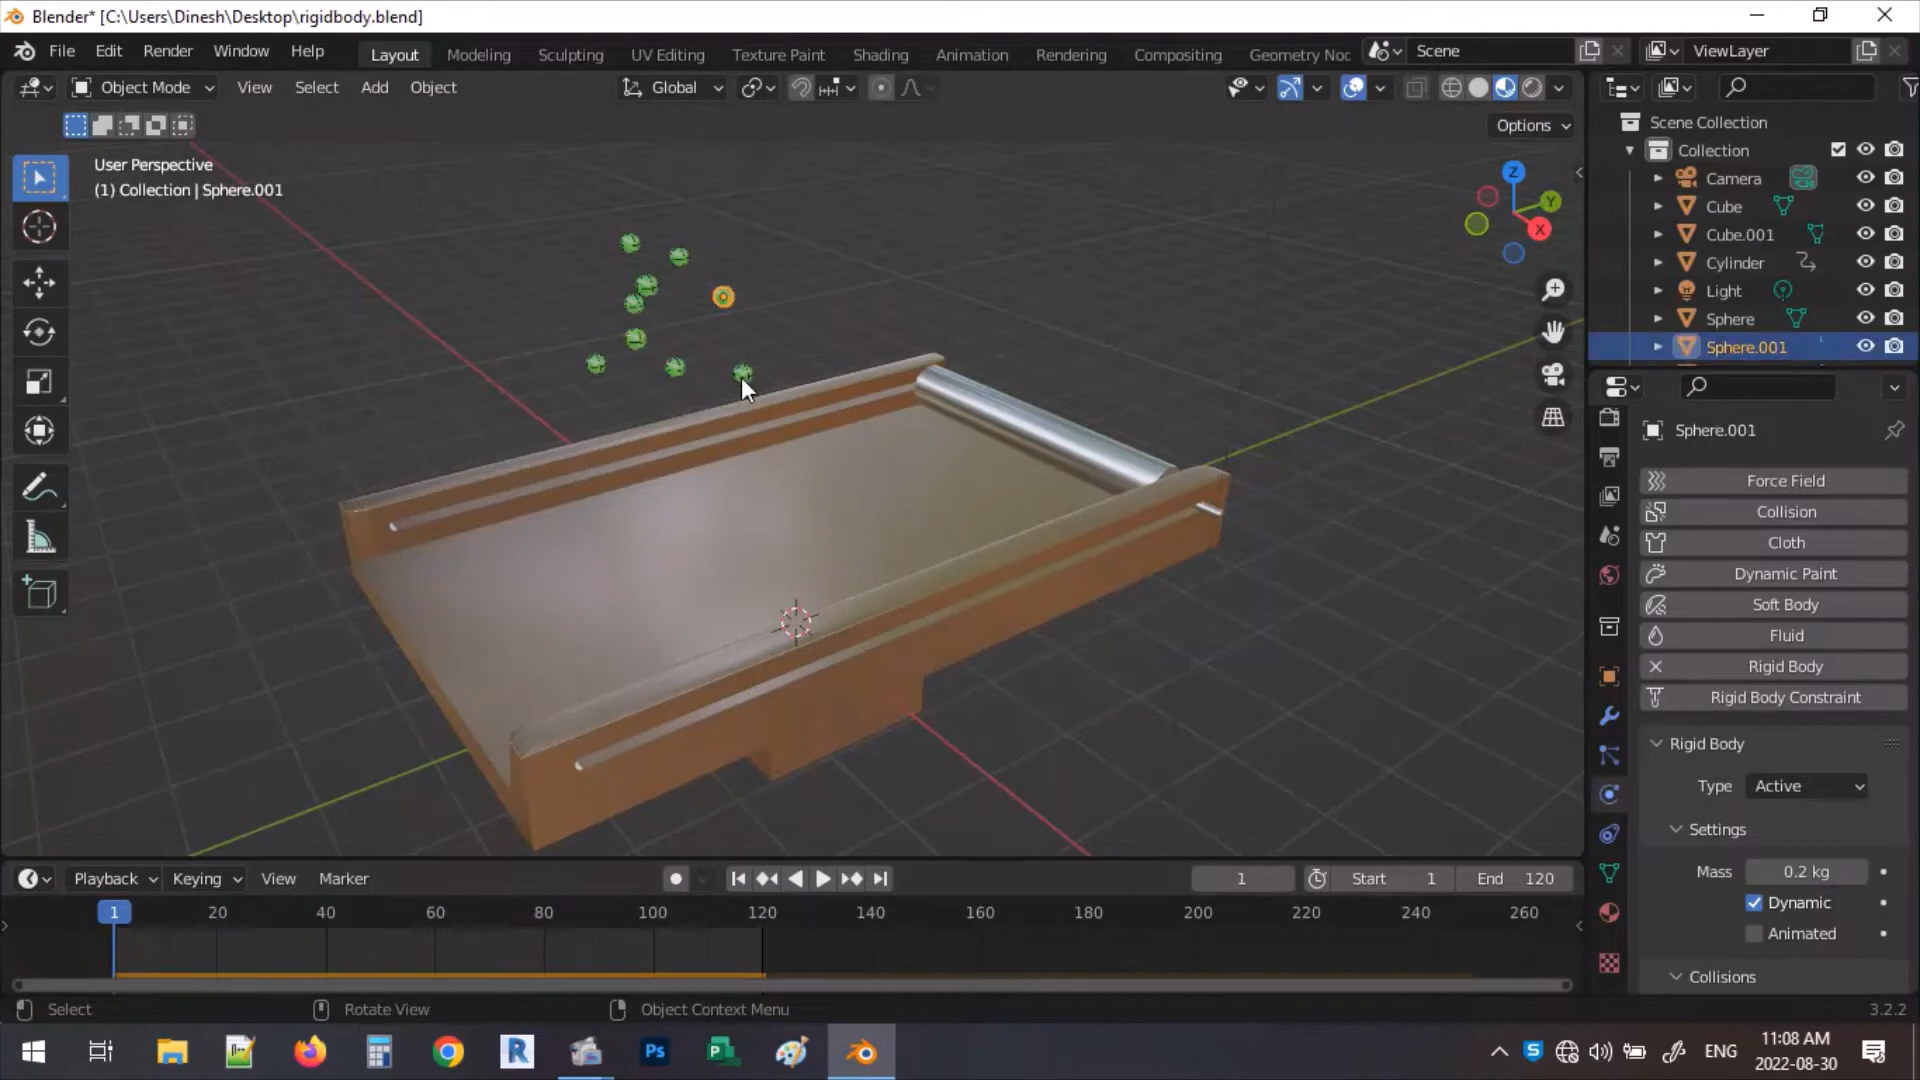 Blender* [C:\Users\Dinesh\Desktop\rigidbody.blend]
File Edit Render Window Help Layout Modeling Sculpting UV Editing Texture Paint Shading Animation Rendering Compositing Geometry Noc Scene ViewLayer
Object Mode View Select Add Object Global
Options
User Perspective
(1) Collection | Sphere.001
Z
Y
X
Scene Collection
Collection
Camera
Cube
Cube.001
Cylinder
Light
Sphere
Sphere.001
Sphere.001
Force Field
Collision
Cloth
Dynamic Paint
Soft Body
Fluid
Rigid Body
Rigid Body Constraint
Rigid Body
Type Active
Settings
Mass 0.2 kg
Dynamic
Animated
Collisions
Playback Keying View Marker 1 Start 1 End 120
1 20 40 60 80 100 120 140 160 180 200 220 240 260
Select Rotate View Object Context Menu 3.2.2
R Ps P S ENG 11:08 AM
2022-08-30